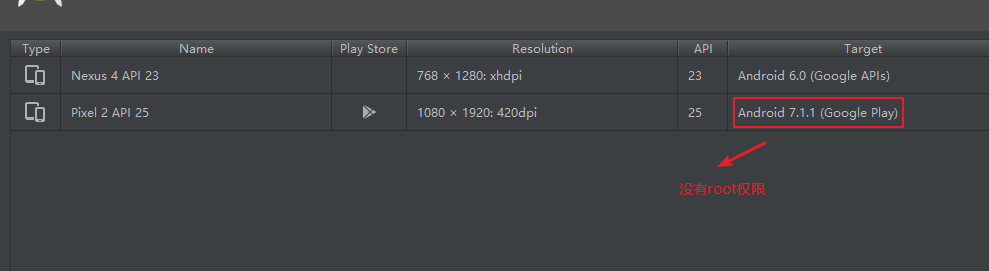 Type Name Play Store Resolution API Target
Nexus 4 API 23 768 × 1280: xhdpi 23 Android 6.0 (Google APIs)
Pixel 2 API 25 1080 × 1920: 420dpi 25 Android 7.1.1 (Google Play)
没有root权限